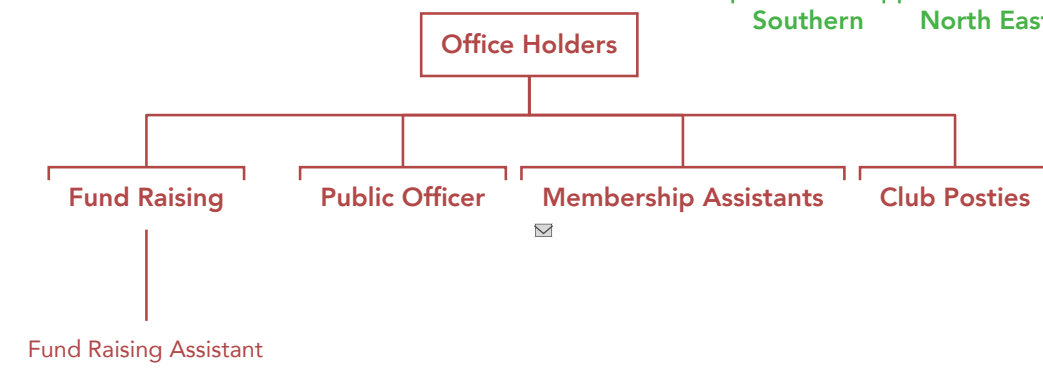 Southern North East
Office Holders
Fund Raising Public Officer Membership Assistants Club Posties
Fund Raising Assistant